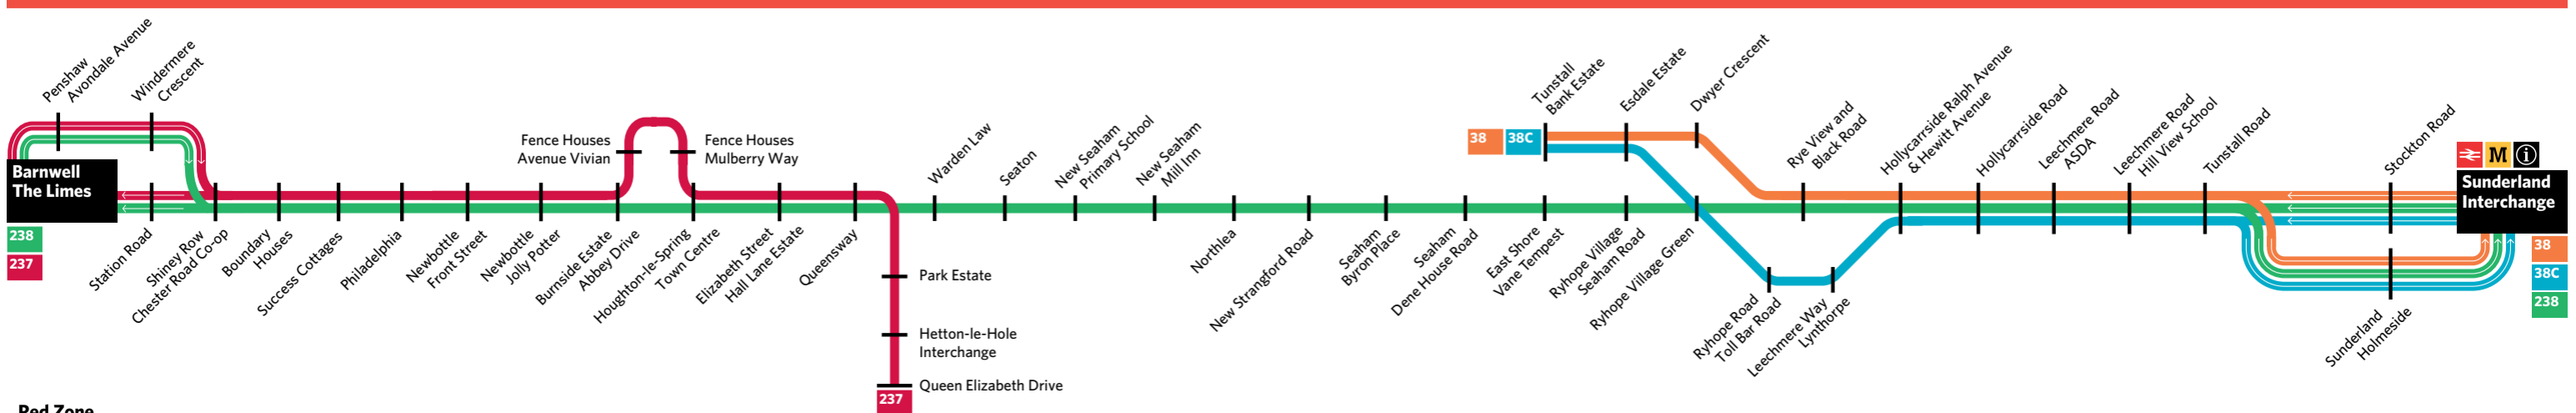 Penshaw
Avondale Avenue
Windermere
Crescent
Barnwell
The Limes
238
237
Station Road
Shiney Row
Chester Road Co-op
Boundary
Houses
Success Cottages
Philadelphia
Newbottle
Front Street
Newbottle
Jolly Potter
Burnside Estate
Abbey Drive
Fence Houses
Avenue Vivian
Fence Houses
Mulberry Way
Houghton-le-Spring
Town Centre
Elizabeth Street
Hall Lane Estate
Queensway
Park Estate
Hetton-le-Hole
Interchange
Queen Elizabeth Drive
237
Warden Law
Seaton
New Seaham
Primary School
New Seaham
Mill Inn
Northlea
New Strangford Road
Seaham
Byron Place
Seaham
Dene House Road
East Shore
Vane Tempest
Ryhope Village
Seaham Road
Ryhope Village Green
38
38C
Tunstall
Bank Estate
Esdale Estate
Dwyer Crescent
Ryhope Road
Toll Bar Road
Leechmere Way
Lynthorpe
Rye View and
Black Road
Hollycarrside Ralph Avenue
& Hewitt Avenue
Hollycarrside Road
Leechmere Road
ASDA
Leechmere Road
Hill View School
Tunstall Road
Stockton Road
Sunderland
Holmeside
M
i
Sunderland
Interchange
38
38C
238
Red Zone